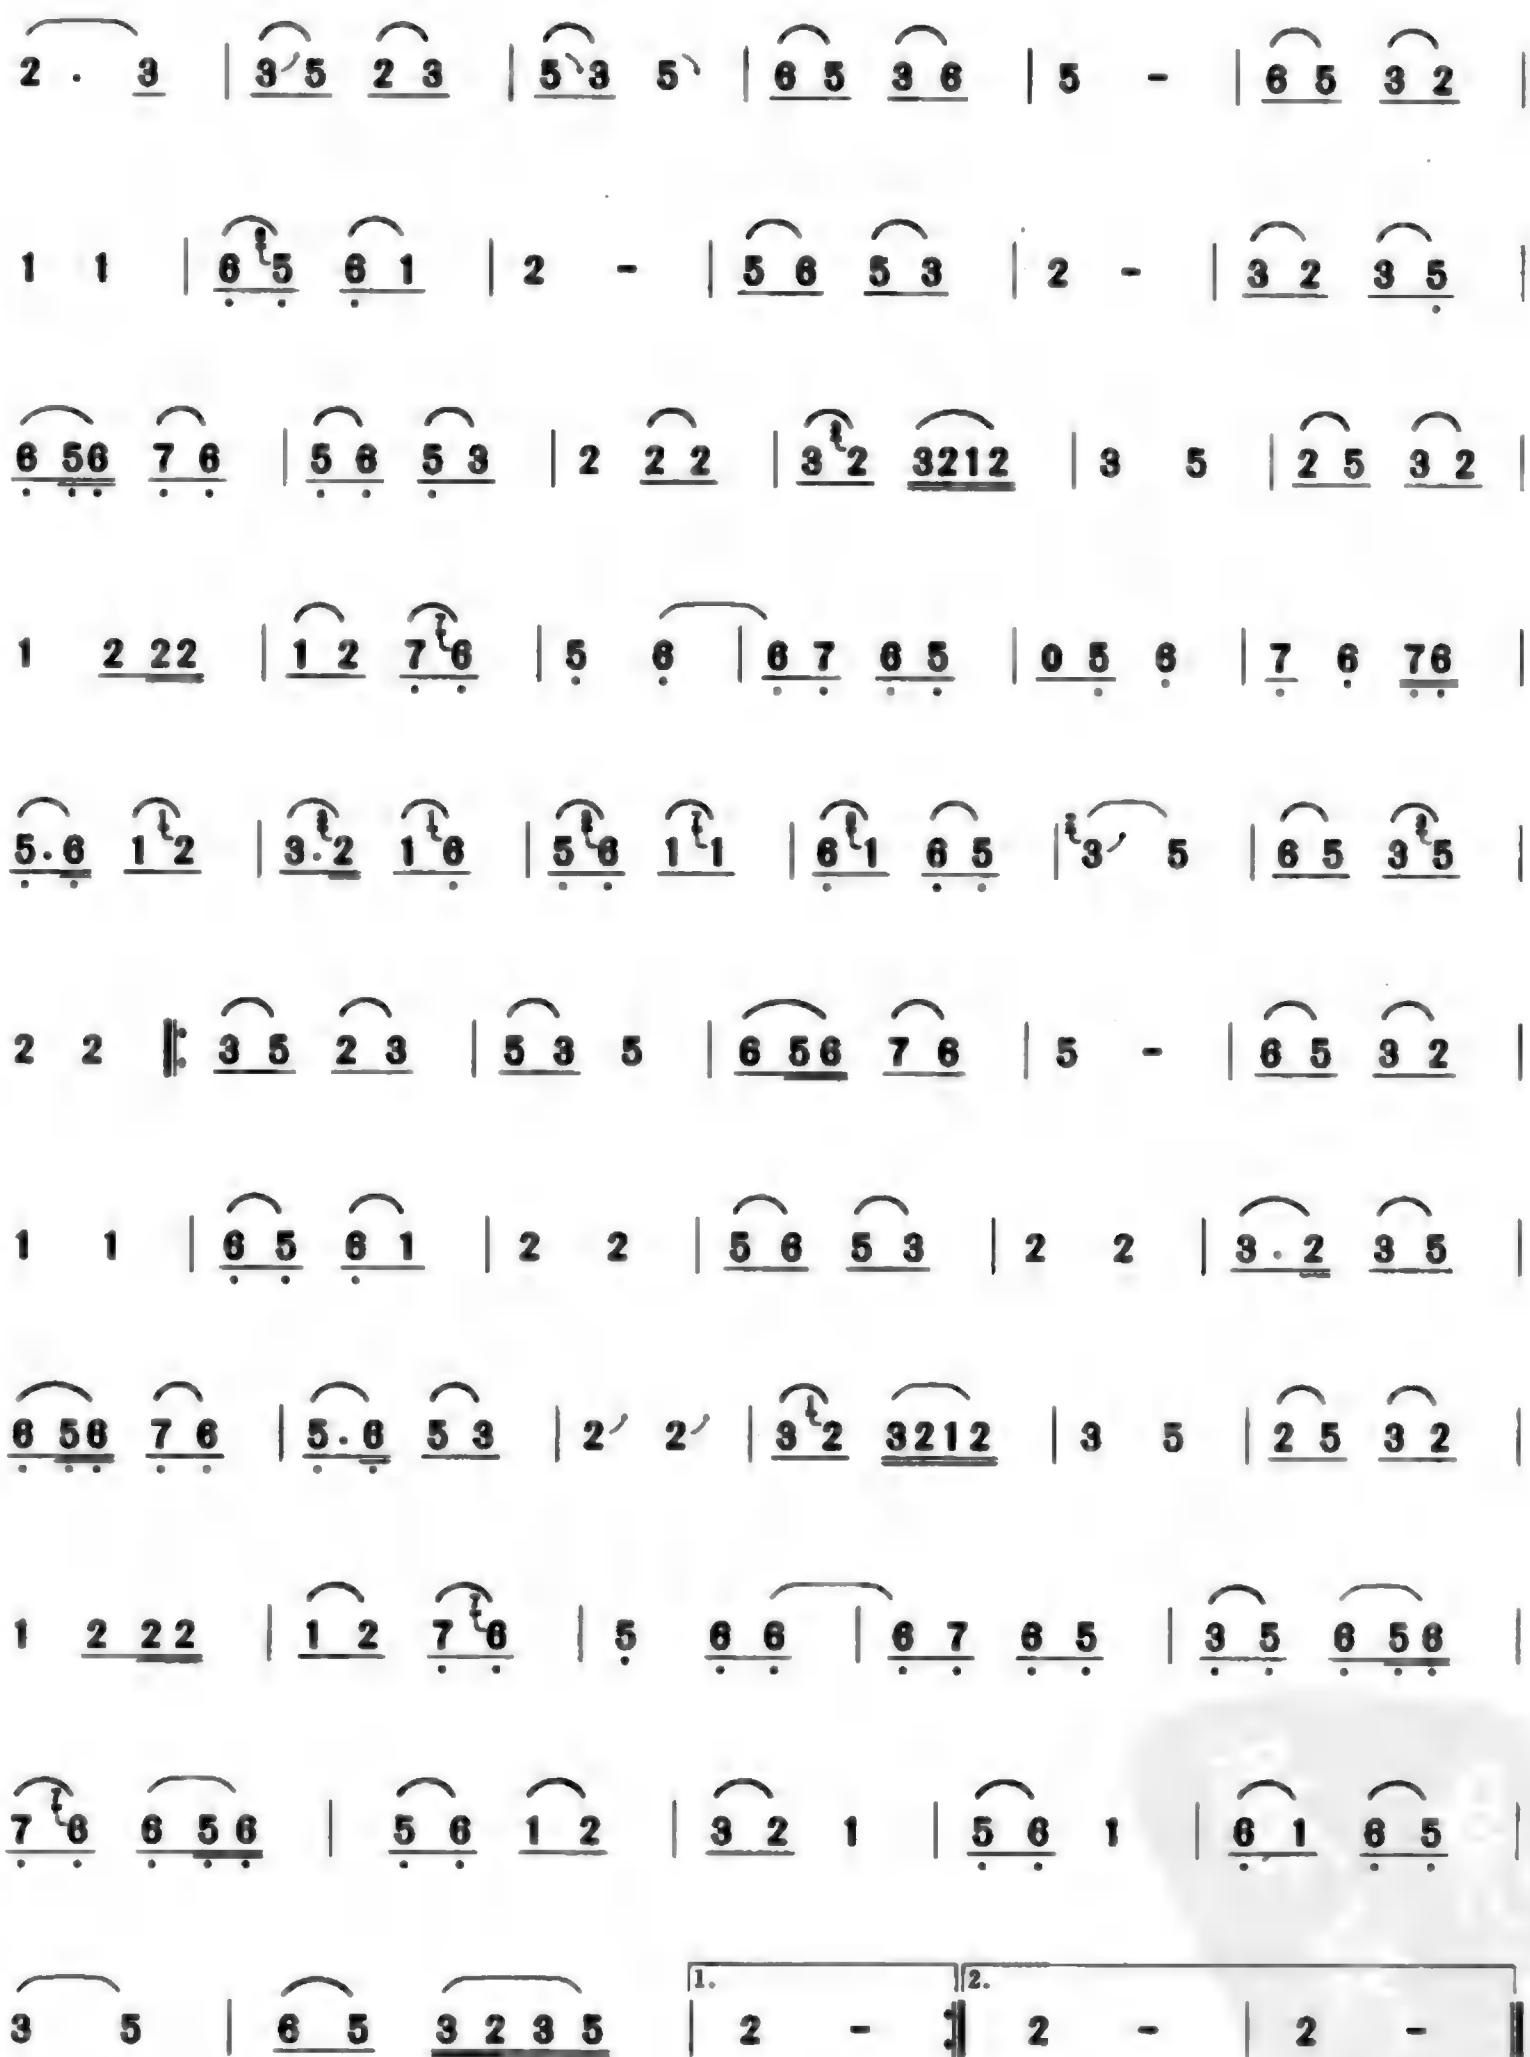 2 . 3 | 3 5 2 3 | 5 3 5 | 6 5 3 6 | 5 - | 6 5 3 2 |
1 1 | 6 5 6 1 | 2 - | 5 6 5 3 | 2 - | 3 2 3 5 |
6 56 7 6 | 5 6 5 3 | 2 2 2 | 3 2 3212 | 3 5 | 2 5 3 2 |
1 2 22 | 1 2 7 6 | 5 6 | 6 7 6 5 | 0 5 6 | 7 6 76 |
5. 6 1 2 | 3. 2 1 6 | 5 6 1 1 | 6 1 6 5 | 3 5 | 6 5 3 5 |
2 2 ‖: 3 5 2 3 | 5 3 5 | 6 56 7 6 | 5 - | 6 5 3 2 |
1 1 | 6 5 6 1 | 2 2 | 5 6 5 3 | 2 2 | 3 . 2 3 5 |
6 56 7 6 | 5. 6 5 3 | 2 2 | 3 2 3212 | 3 5 | 2 5 3 2 |
1 2 22 | 1 2 7 6 | 5 6 6 | 6 7 6 5 | 3 5 6 56 |
7 6 6 56 | 5 6 1 2 | 3 2 1 | 5 6 1 | 6 1 6 5 |
1. 2.
3 5 | 6 5 3 2 3 5 | 2 - :‖ 2 - | 2 - ‖